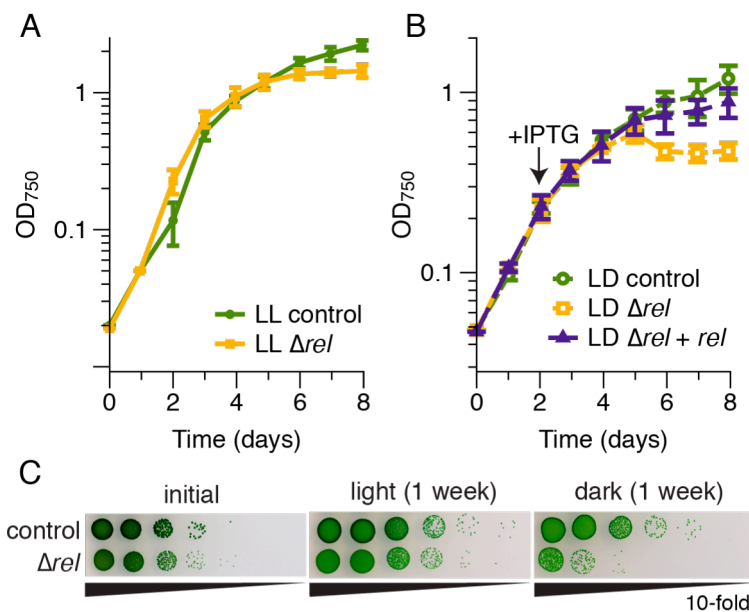 A
OD750
1
0.1
0
2
4
6
8
Time (days)
LL control
LL Δrel
B
OD750
1
0.1
+IPTG
0
2
4
6
8
Time (days)
LD control
LD Δrel
LD Δrel + rel
C
initial
light (1 week)
dark (1 week)
control
Δrel
10-fold